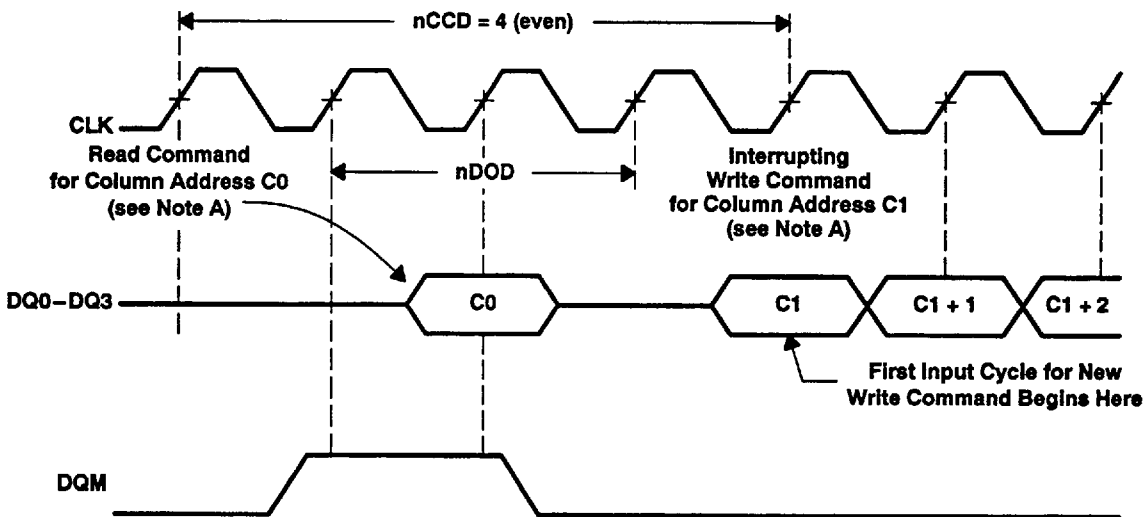 nCCD = 4 (even)
CLK
Read Command
for Column Address C0
(see Note A)
nDOD
Interrupting
Write Command
for Column Address C1
(see Note A)
DQ0–DQ3
C0
C1
C1 + 1
C1 + 2
First Input Cycle for New
Write Command Begins Here
DQM